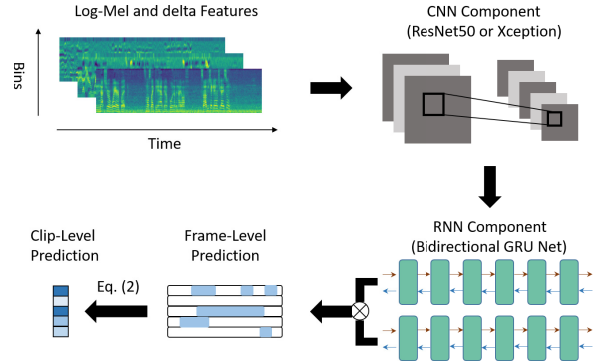 Log-Mel and delta Features
Bins
Time
CNN Component
(ResNet50 or Xception)
RNN Component
(Bidirectional GRU Net)
Frame-Level
Prediction
Eq. (2)
Clip-Level
Prediction